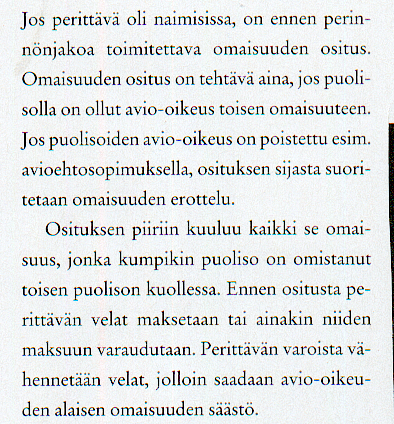 Jos perittävä oli naimisissa, on ennen perin-
nönjakoa toimitettava omaisuuden ositus.
Omaisuuden ositus on tehtävä aina, jos puoli-
solla on ollut avio-oikeus toisen omaisuuteen.
Jos puolisoiden avio-oikeus on poistettu esim.
avioehtosopimuksella, osituksen sijasta suori-
tetaan omaisuuden erottelu.
Osituksen piiriin kuuluu kaikki se omai-
suus, jonka kumpikin puoliso on omistanut
toisen puolison kuollessa. Ennen ositusta pe-
rittävän velat maksetaan tai ainakin niiden
maksuun varaudutaan. Perittävän varoista vä-
hennetään velat, jolloin saadaan avio-oikeu-
den alaisen omaisuuden säästö.